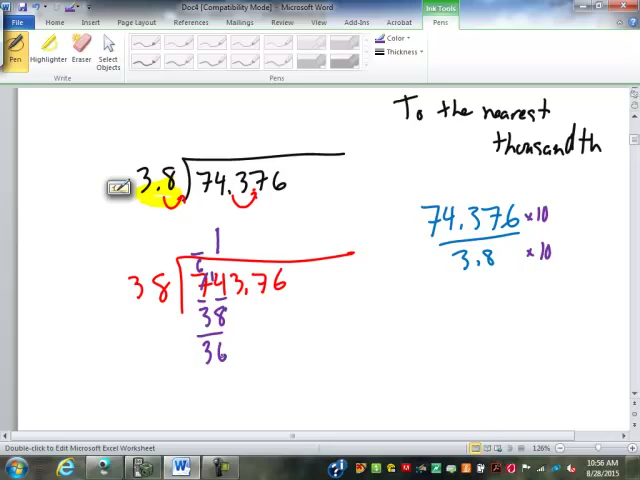 Doc4 [Compatibility Mode] - Microsoft Word
Ink Tools
File
Home
Insert
Page Layout
References
Mailings
Review
View
Add-Ins
Acrobat
Pens
Pen
Highlighter
Eraser
Select
Objects
Color
Thickness
Write
Pens
To the nearest
thousandth
3.8 74.376
74.376 ×10
3.8 ×10
1
38 743.76
38
36
Double-click to Edit Microsoft Excel Worksheet
126%
10:56 AM
8/28/2015